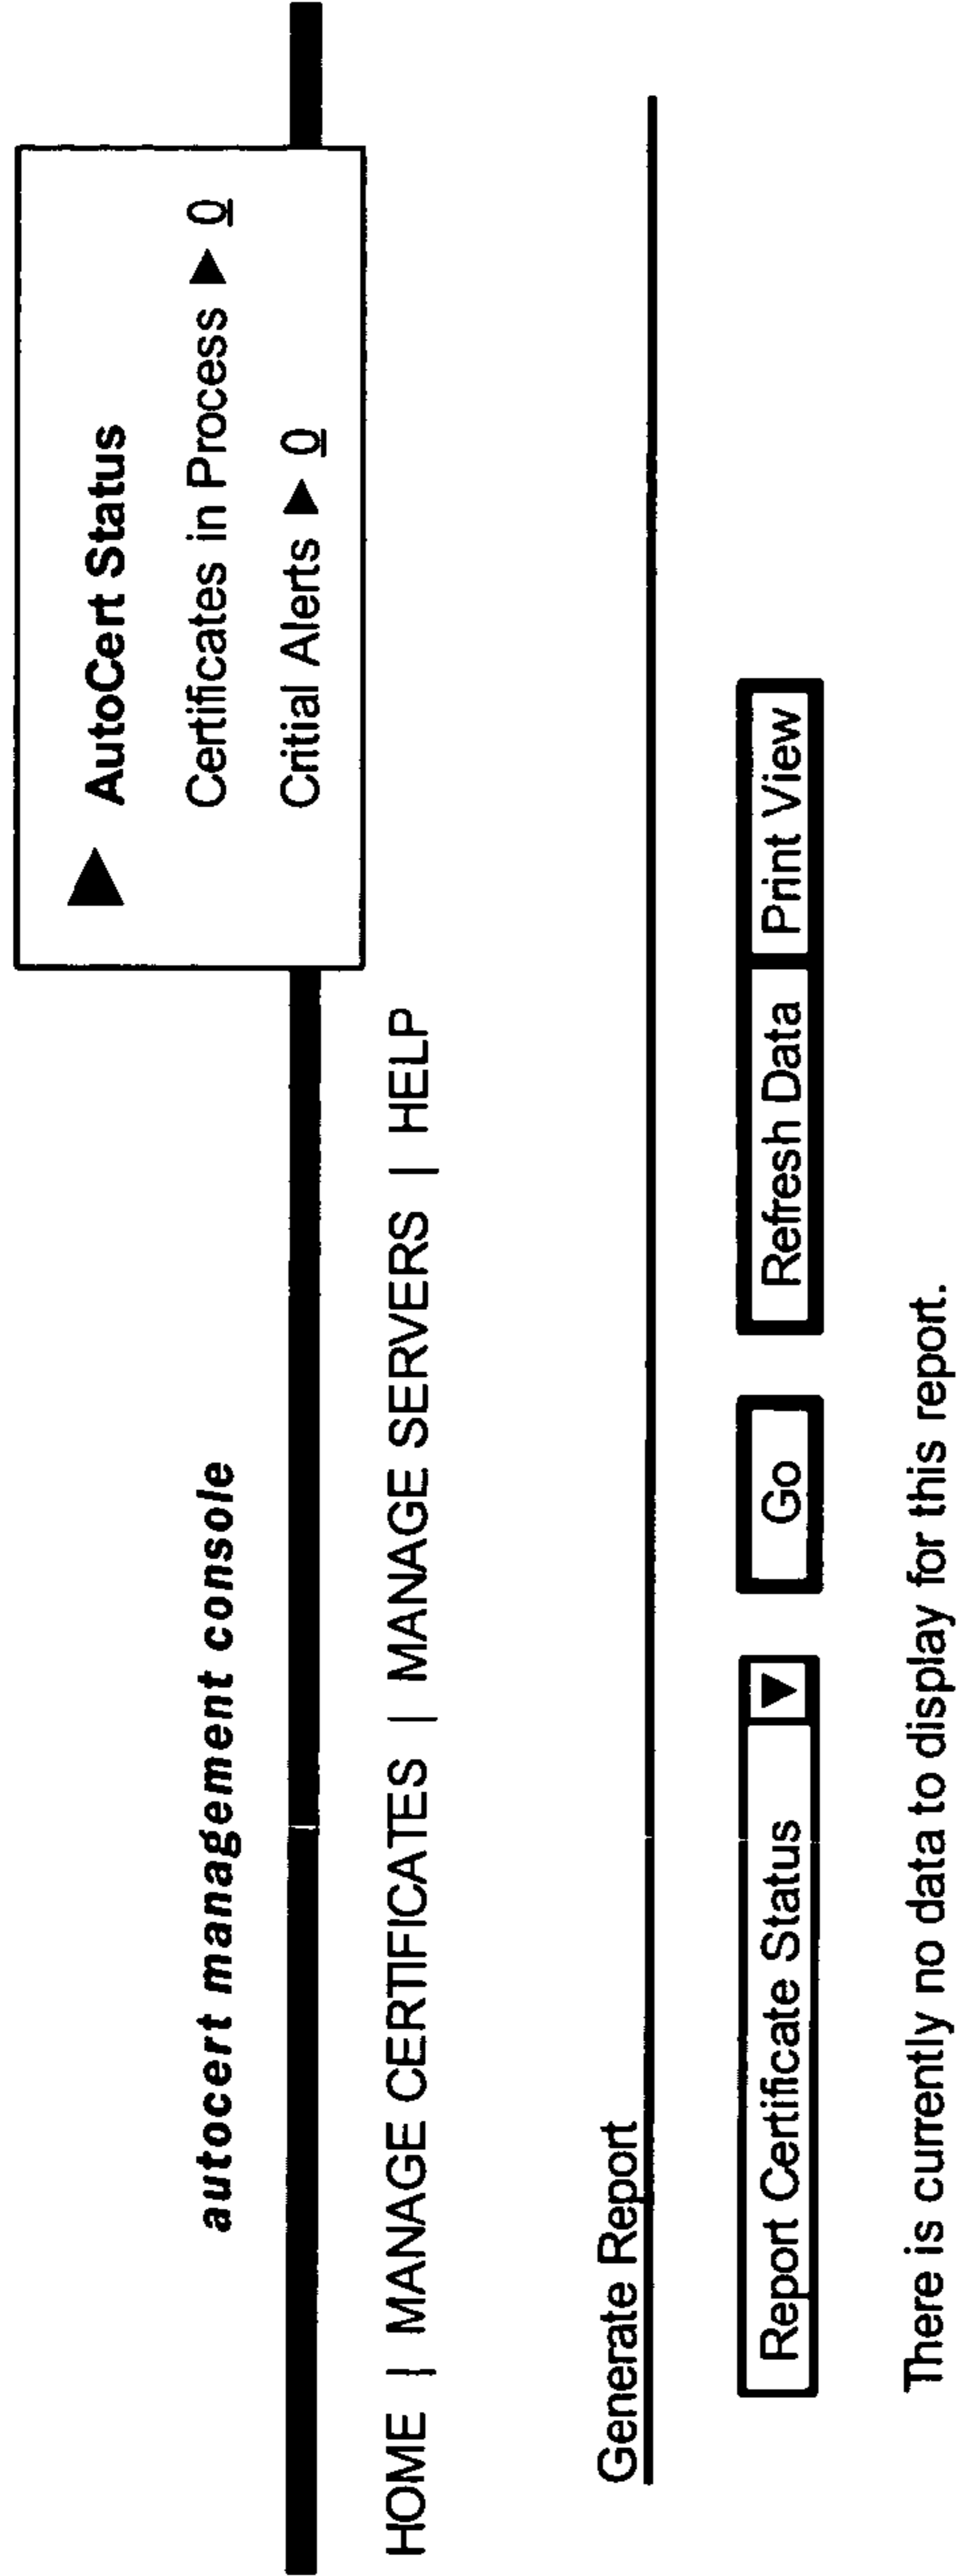 autocert management console
▶ AutoCert Status
Certificates in Process ▶ 0
Critial Alerts ▶ 0
HOME | MANAGE CERTIFICATES | MANAGE SERVERS | HELP
Generate Report
Report Certificate Status ▼ Go Refresh Data Print View
There is currently no data to display for this report.